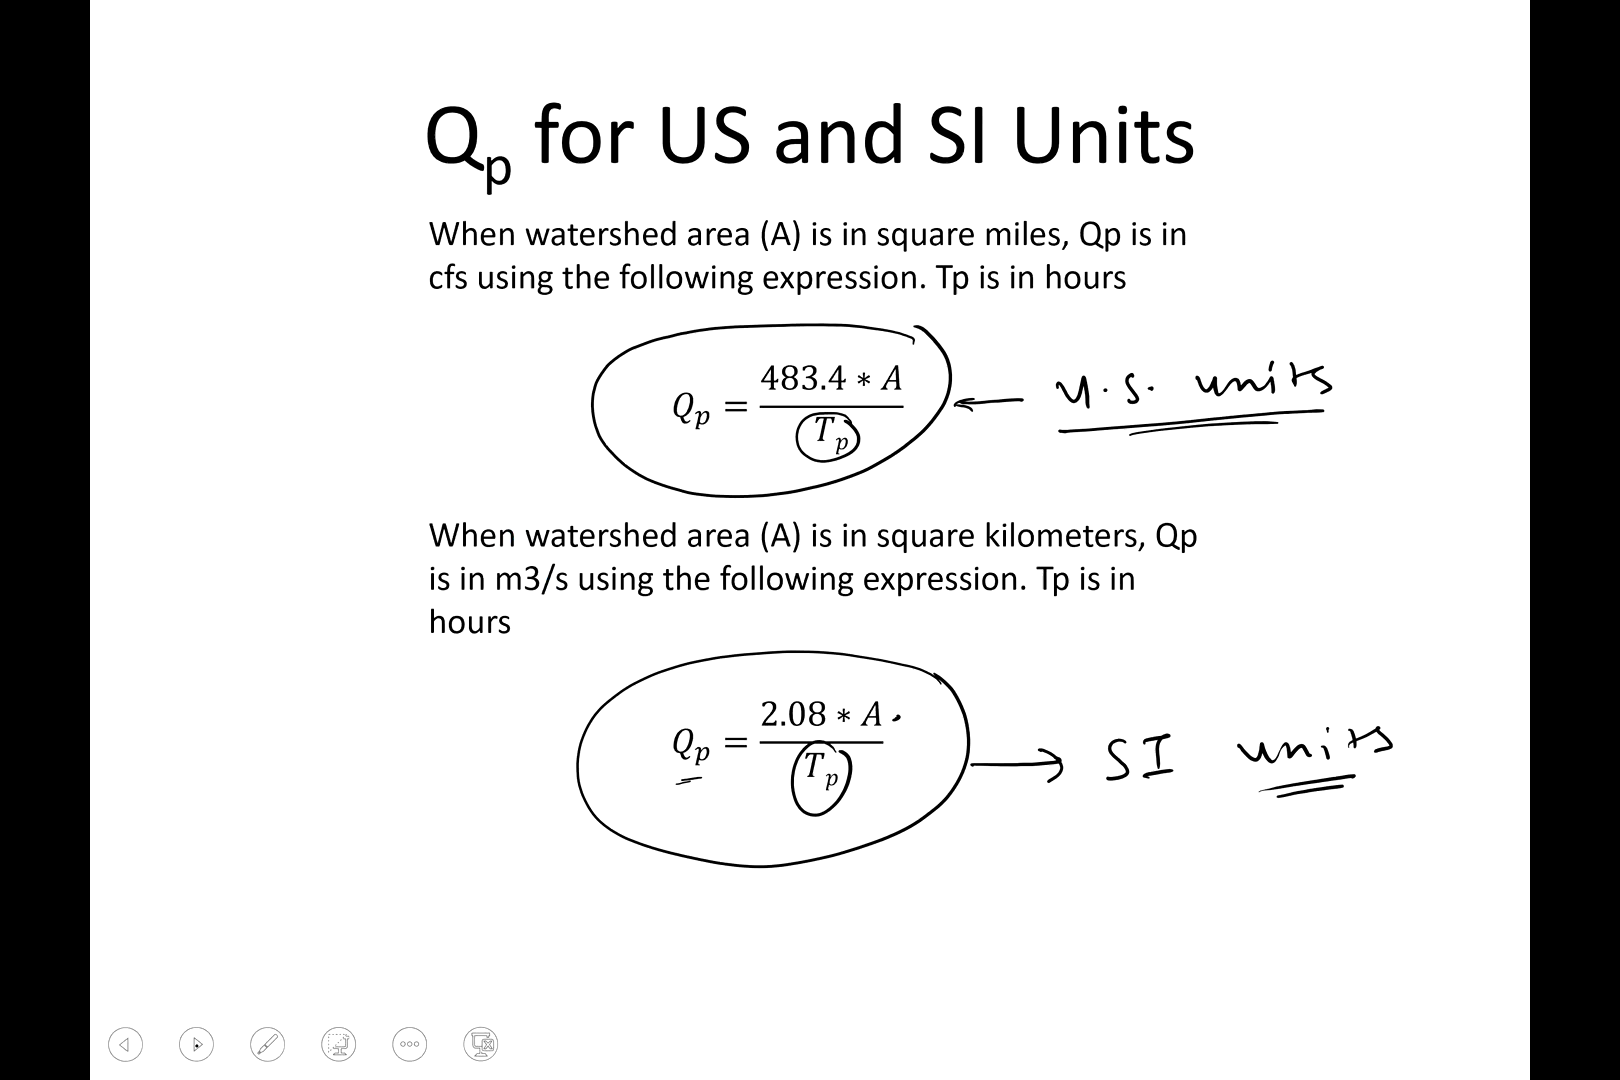 Qp for US and SI Units
When watershed area (A) is in square miles, Qp is in
cfs using the following expression. Tp is in hours
Qp = 483.4 * A / Tp
U.S. units
When watershed area (A) is in square kilometers, Qp
is in m3/s using the following expression. Tp is in
hours
Qp = 2.08 * A / Tp
SI units